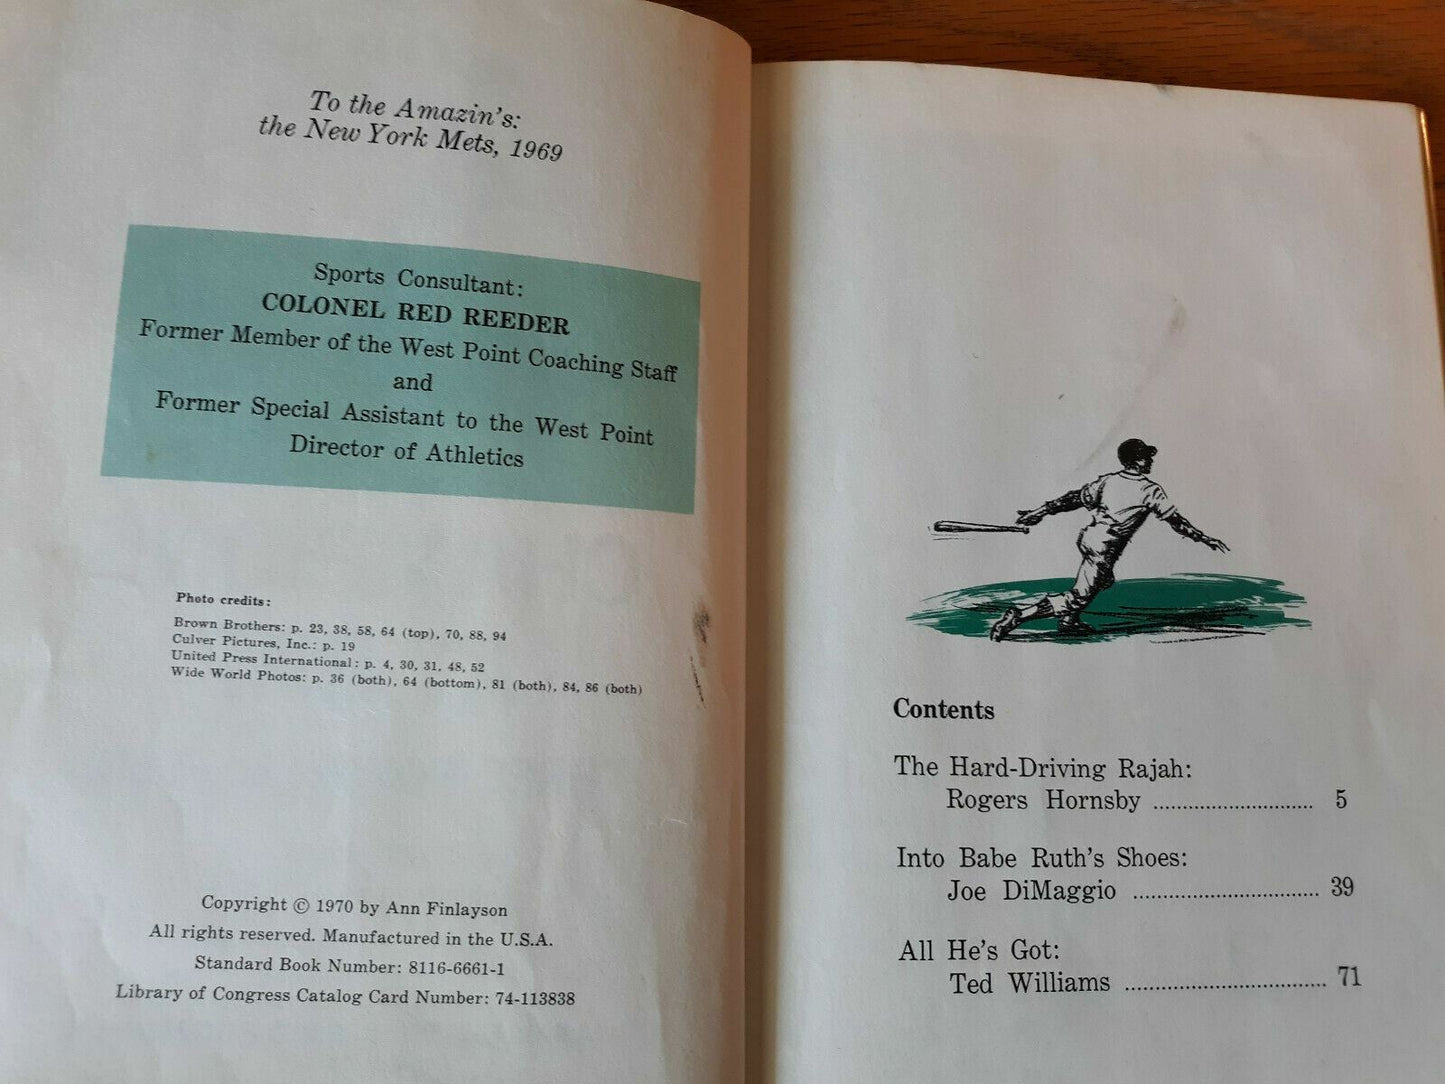 To the Amazin's:
the New York Mets, 1969
Sports Consultant:
COLONEL RED REEDER
Former Member of the West Point Coaching Staff
and
Former Special Assistant to the West Point
Director of Athletics
Photo credits:
Brown Brothers: p. 23, 38, 58, 64 (top), 70, 88, 94
Culver Pictures, Inc.: p. 19
United Press International: p. 4, 30, 31, 48, 52
Wide World Photos: p. 36 (both), 64 (bottom), 81 (both), 84, 86 (both)
Copyright © 1970 by Ann Finlayson
All rights reserved. Manufactured in the U.S.A.
Standard Book Number: 8116-6661-1
Library of Congress Catalog Card Number: 74-113838
Contents
The Hard-Driving Rajah:
Rogers Hornsby ............................ 5
Into Babe Ruth's Shoes:
Joe DiMaggio ................................ 39
All He's Got:
Ted Williams .................................. 71